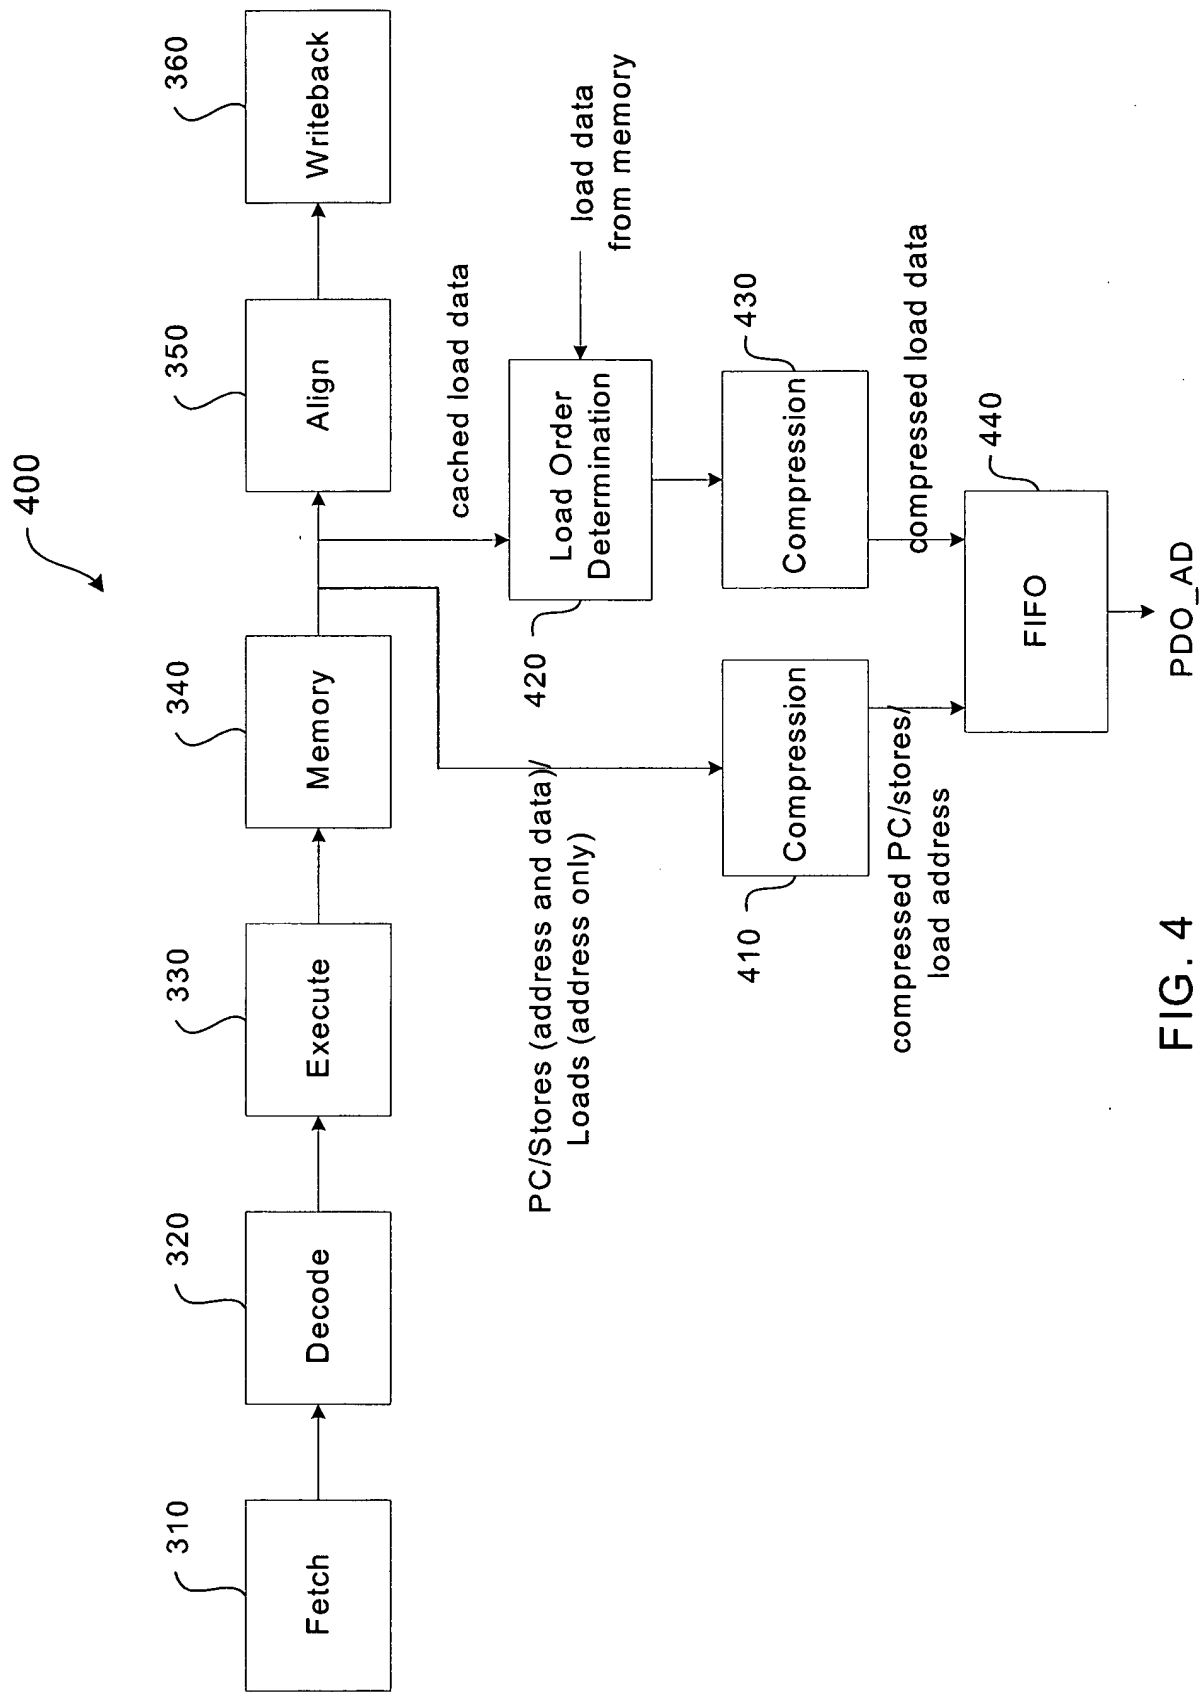 400
310
320
330
340
350
360
Fetch
Decode
Execute
Memory
Align
Writeback
cached load data
PC/Stores (address and data)/
Loads (address only)
420
Load Order
Determination
load data
from memory
410
Compression
Compression
430
compressed PC/stores/
load address
compressed load data
FIFO
440
PDO_AD
FIG. 4